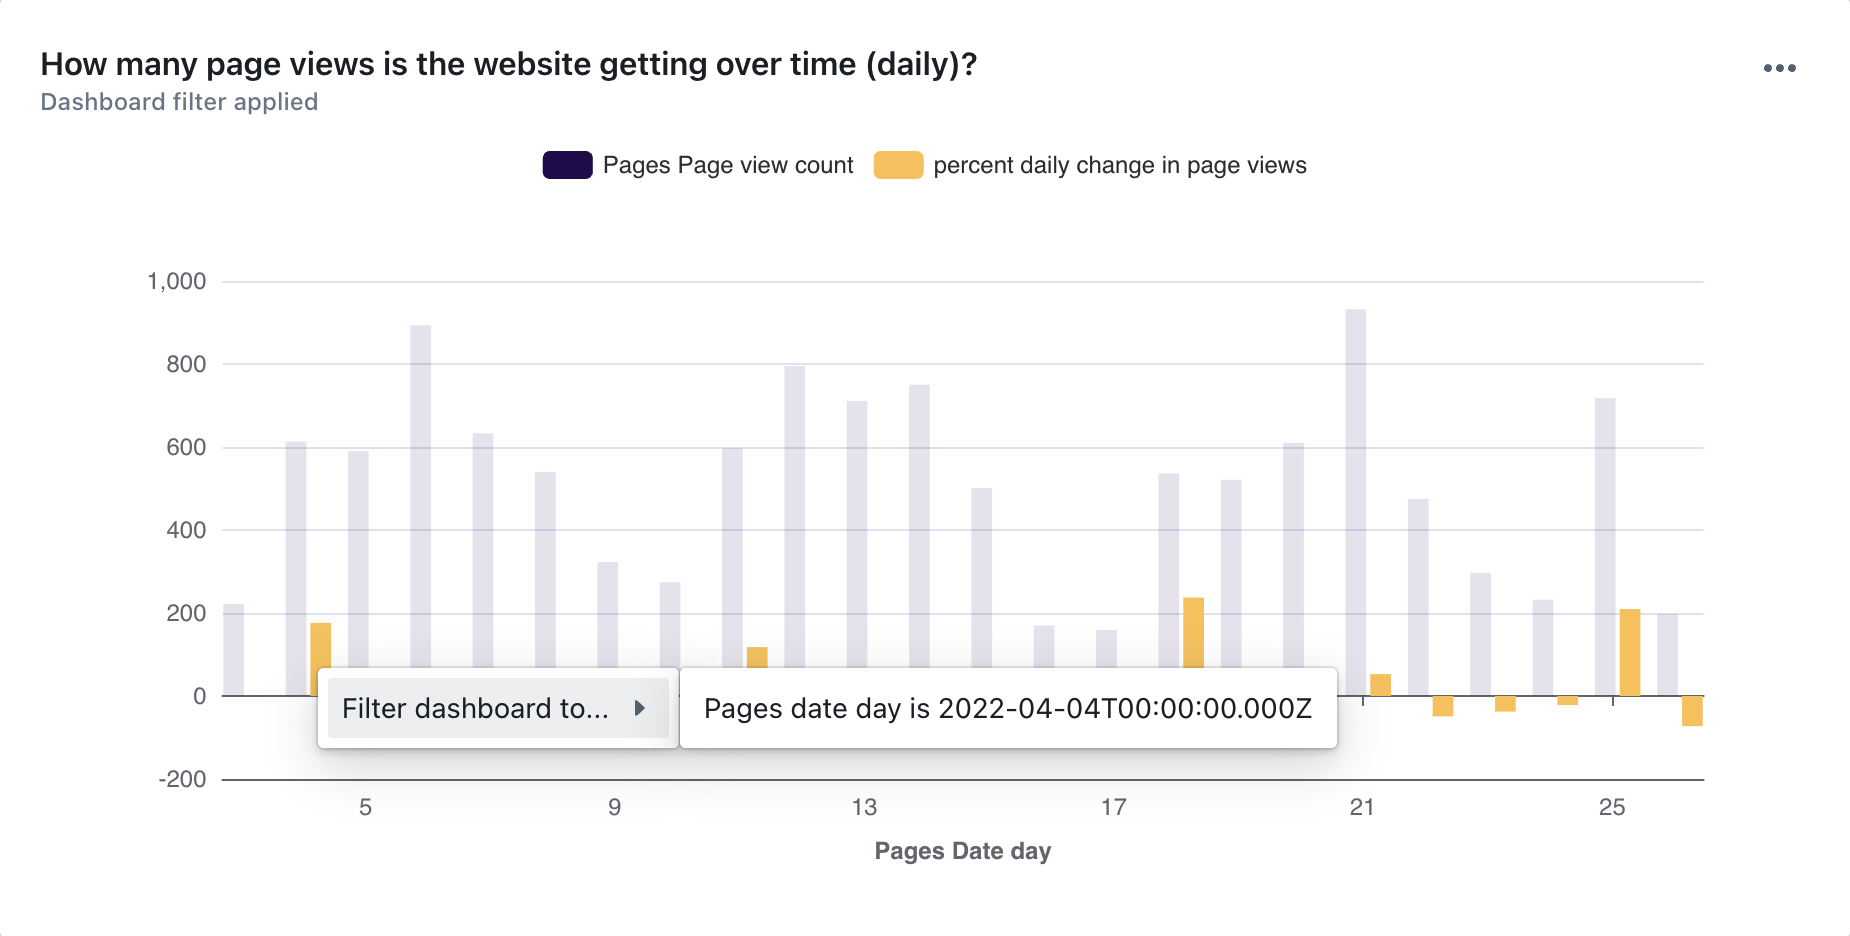 How many page views is the website getting over time (daily)?
Dashboard filter applied
Pages Page view count
percent daily change in page views
1,000
800
600
400
200
0
Filter dashboard to...
Pages date day is 2022-04-04T00:00:00.000Z
-200
5 9 13 17 21 25
Pages Date day